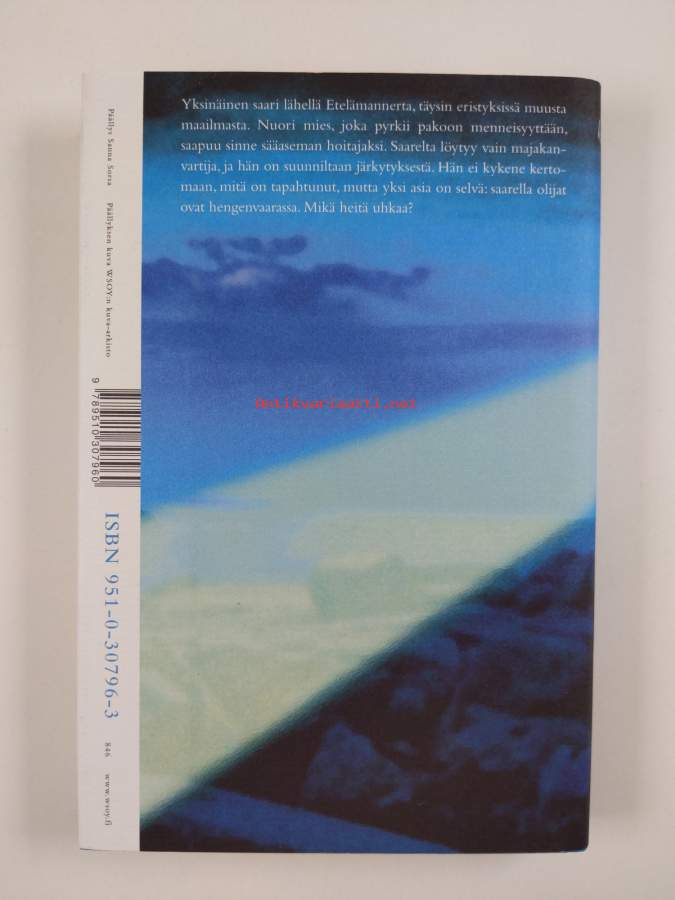 Yksinäinen saari lähellä Etelämannerta, täysin eristyksissä muusta
maailmasta. Nuori mies, joka pyrkii pakoon menneisyyttään,
saapuu sinne sääaseman hoitajaksi. Saarelta löytyy vain majakan-
vartija, ja hän on suunniltaan järkytyksestä. Hän ei kykene kerto-
maan, mitä on tapahtunut, mutta yksi asia on selvä: saarella olijat
ovat hengenvaarassa. Mikä heitä uhkaa?
Antikvariaatti.net
Päällys Sanna Sorsa Päällyksen kuva WSOY:n kuva-arkisto
9 789510 307960
ISBN 951-0-30796-3
846 www.wsoy.fi